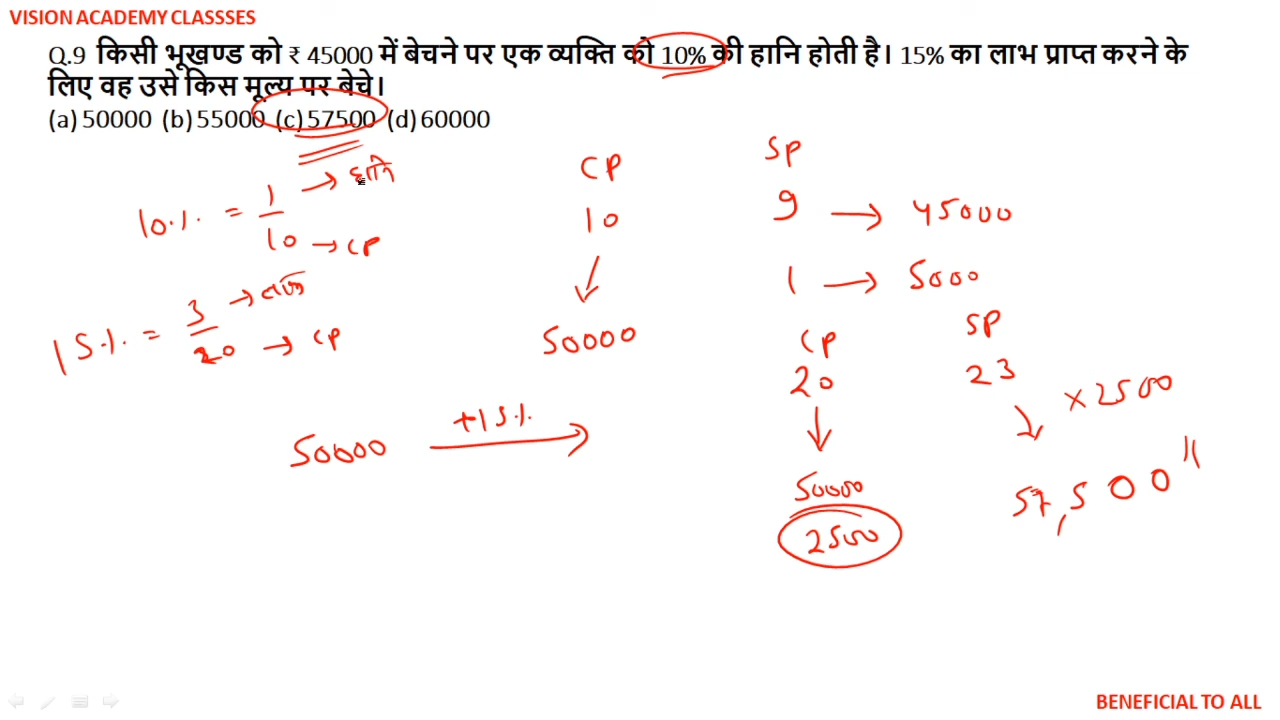 VISION ACADEMY CLASSSES
Q.9 किसी भूखण्ड को ₹ 45000 में बेचने पर एक व्यक्ति को 10% की हानि होती है। 15% का लाभ प्राप्त करने के
लिए वह उसे किस मूल्य पर बेचे।
(a) 50000 (b) 55000 (c) 57500 (d) 60000
CP SP
10 9 → 45000
1 → 5000
50000
10% = 1/10 → हानि
→ CP
15% = 3/20 → लाभ
→ CP
CP SP
20 23 × 2500
50000 +15% →
50000
2500
57,500
BENEFICIAL TO ALL